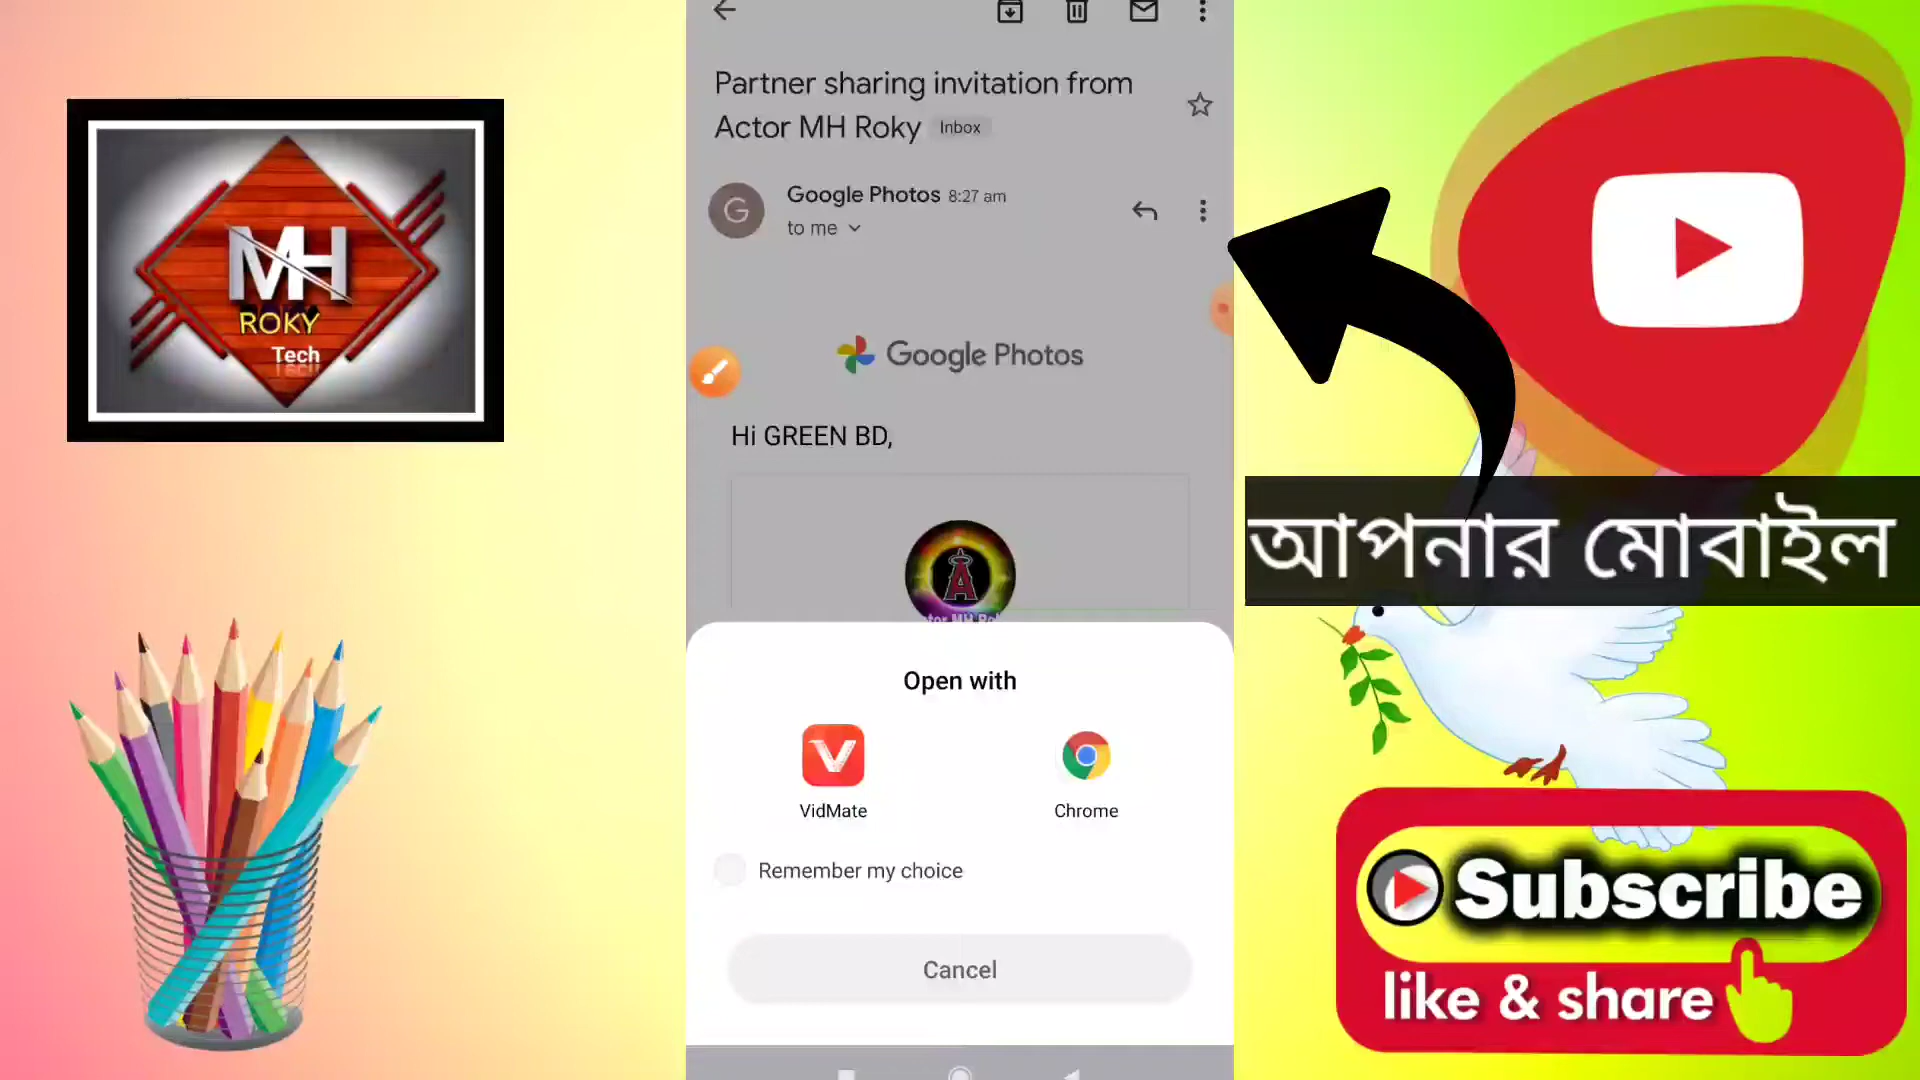 MH
ROKY
Tech
Partner sharing invitation from
Actor MH Roky Inbox
G
Google Photos 8:27 am
to me
Google Photos
Hi GREEN BD,
A
Open with
VidMate
Chrome
Remember my choice
Cancel
আপনার মোবাইল
Subscribe
like & share